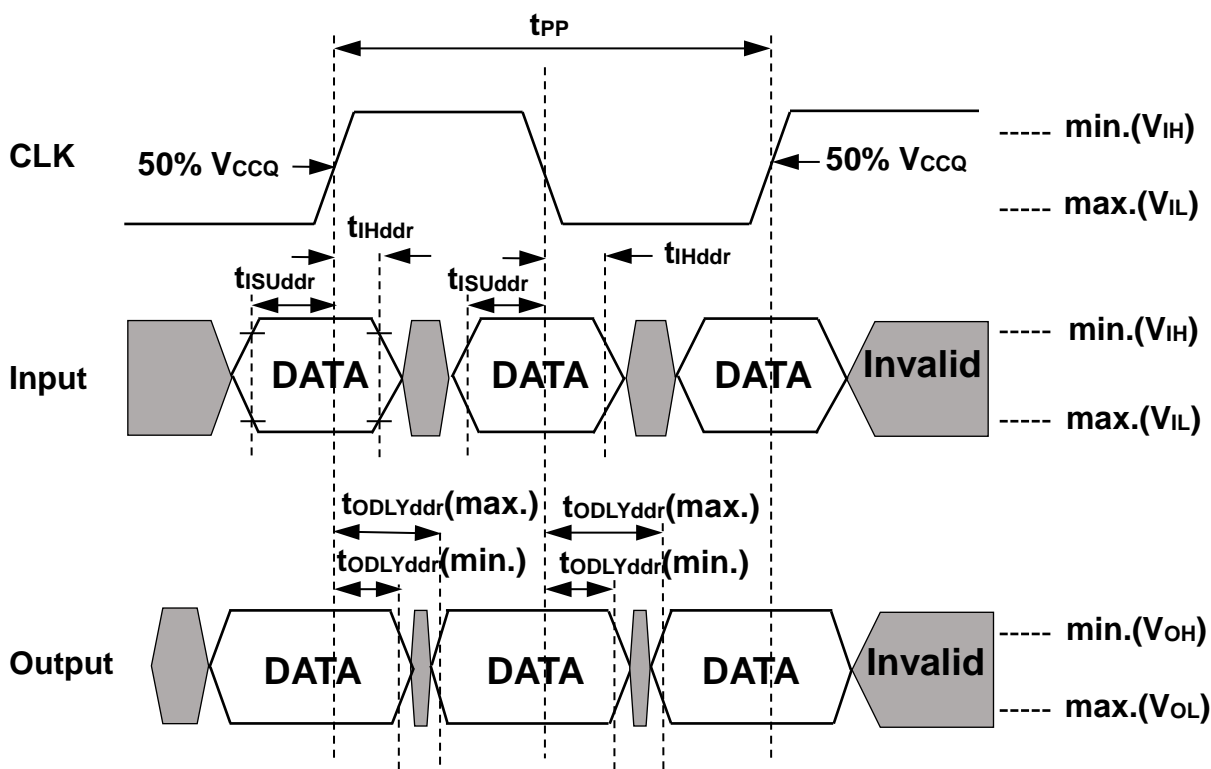 tPP
CLK
50% VCCQ
50% VCCQ
----- min.(VIH)
----- max.(VIL)
tIHddr
tIHddr
tISUddr
tISUddr
Input
DATA
DATA
DATA
Invalid
----- min.(VIH)
----- max.(VIL)
tODLYddr(max.)
tODLYddr(max.)
tODLYddr(min.)
tODLYddr(min.)
Output
DATA
DATA
DATA
Invalid
----- min.(VOH)
----- max.(VOL)